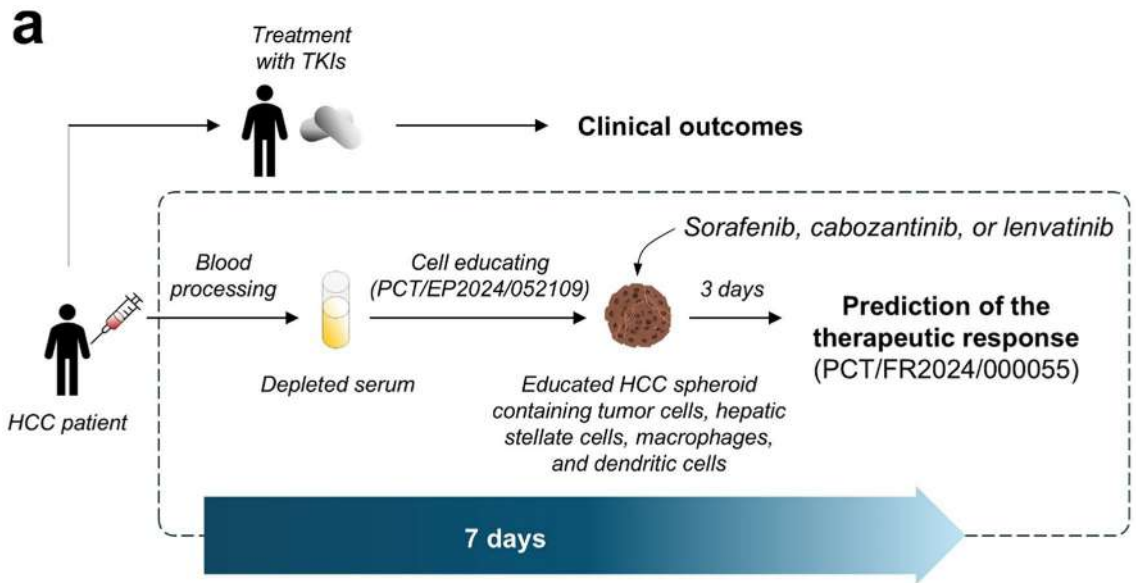 a
Treatment
with TKIs
Clinical outcomes
Sorafenib, cabozantinib, or lenvatinib
Blood
processing
Cell educating
(PCT/EP2024/052109)
3 days
Prediction of the
therapeutic response
(PCT/FR2024/000055)
HCC patient
Depleted serum
Educated HCC spheroid
containing tumor cells, hepatic
stellate cells, macrophages,
and dendritic cells
7 days